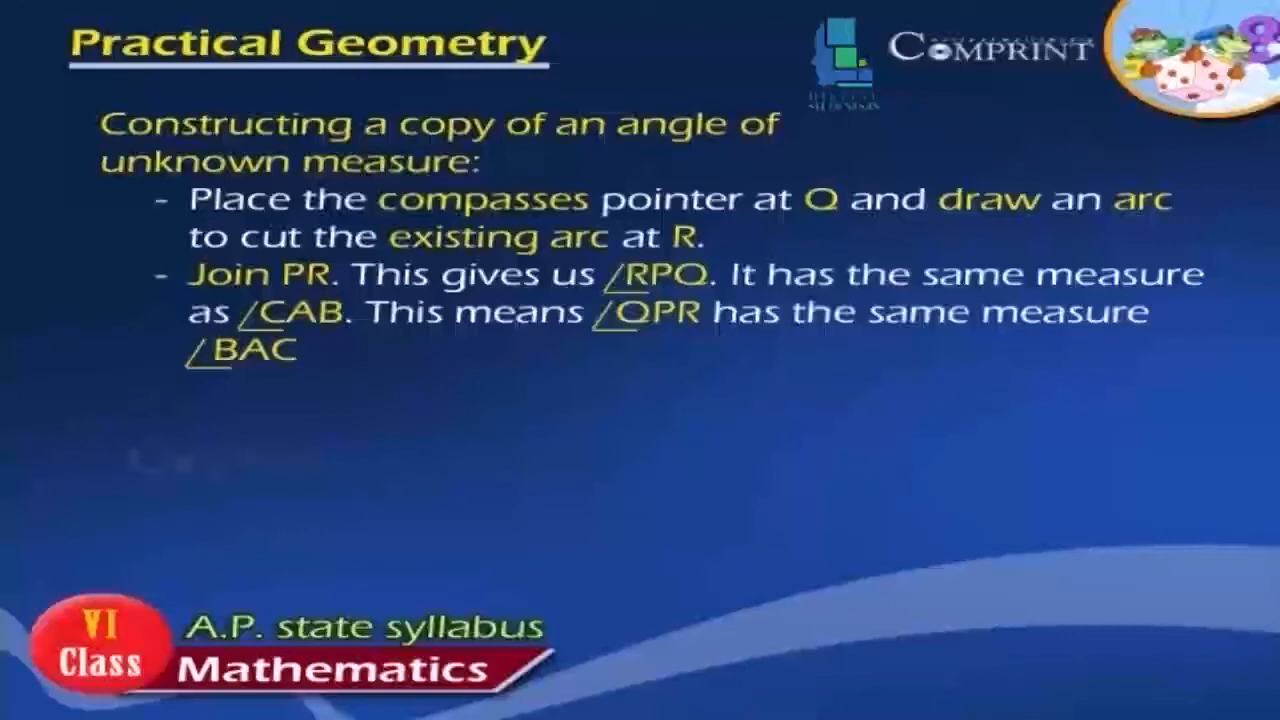 Practical Geometry
COMPRINT
Constructing a copy of an angle of
unknown measure:
- Place the compasses pointer at Q and draw an arc
to cut the existing arc at R.
- Join PR. This gives us ∠RPQ. It has the same measure
as ∠CAB. This means ∠QPR has the same measure
∠BAC
VI
Class
A.P. state syllabus
Mathematics